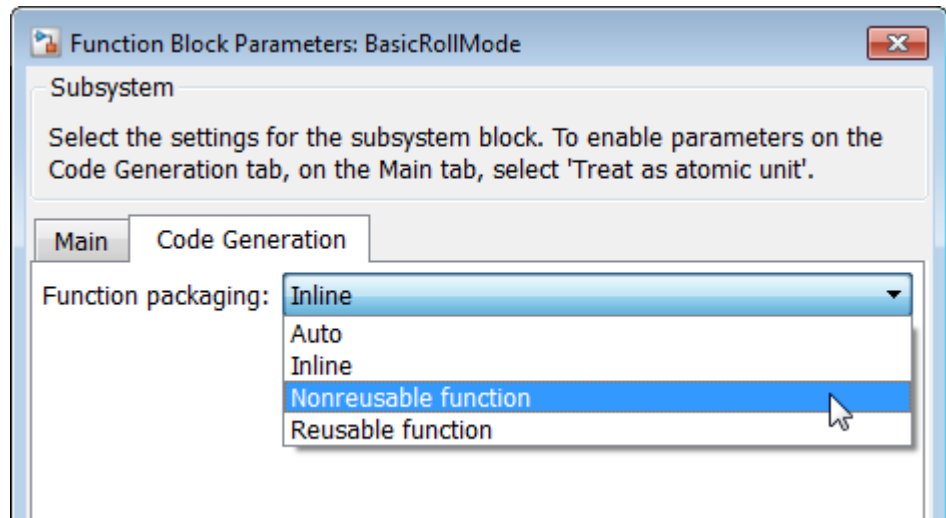 Function Block Parameters: BasicRollMode
Subsystem
Select the settings for the subsystem block. To enable parameters on the
Code Generation tab, on the Main tab, select 'Treat as atomic unit'.
Main
Code Generation
Function packaging: Inline
Auto
Inline
Nonreusable function
Reusable function